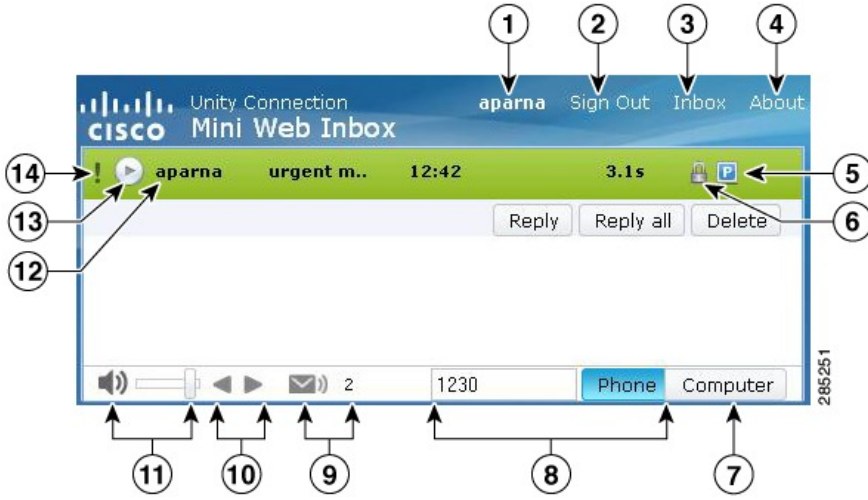 1 2 3 4
Unity Connection aparna Sign Out Inbox About
CISCO Mini Web Inbox
14 ! aparna urgent m.. 12:42 3.1s P 5
13 Reply Reply all Delete 6
12
2 1230 Phone Computer
285251
11 10 9 8 7